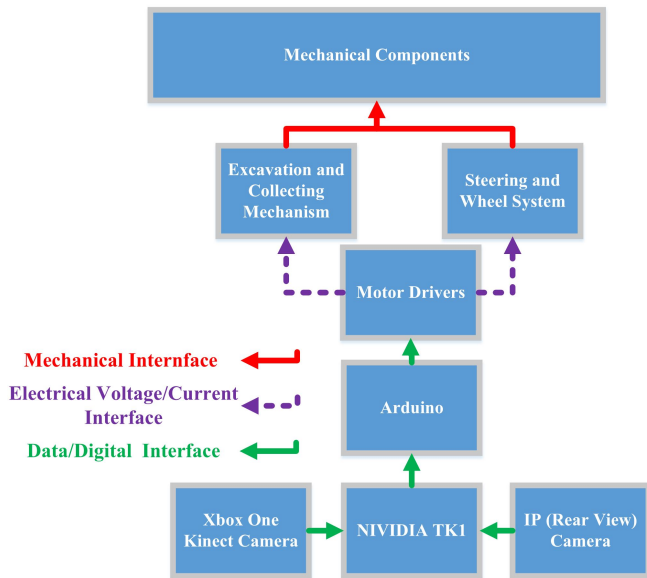 Mechanical Components
Excavation and
Collecting
Mechanism
Steering and
Wheel System
Motor Drivers
Mechanical Internface
Electrical Voltage/Current
Interface
Data/Digital Interface
Arduino
Xbox One
Kinect Camera
NIVIDIA TK1
IP (Rear View)
Camera